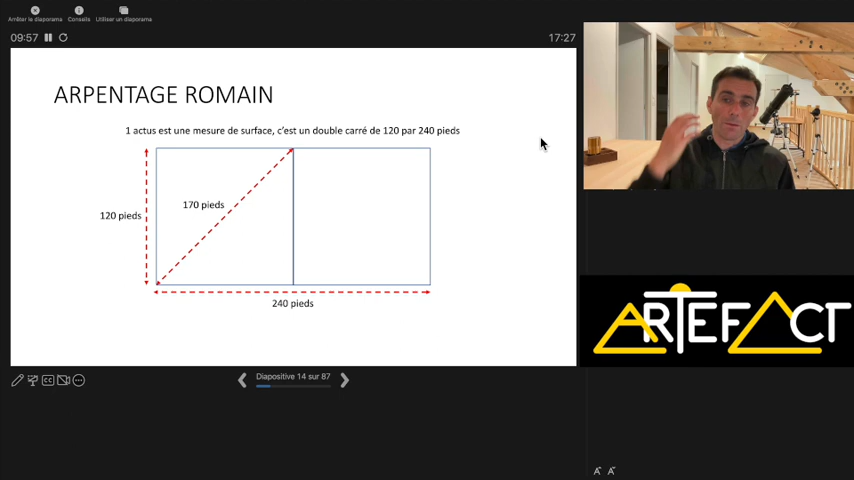 Arrêter le diaporama
Conseils
Utiliser un diaporama
09:57
17:27
ARPENTAGE ROMAIN
1 actus est une mesure de surface, c'est un double carré de 120 par 240 pieds
170 pieds
120 pieds
240 pieds
ARTEFACT
CC
Diapositive 14 sur 87
A A